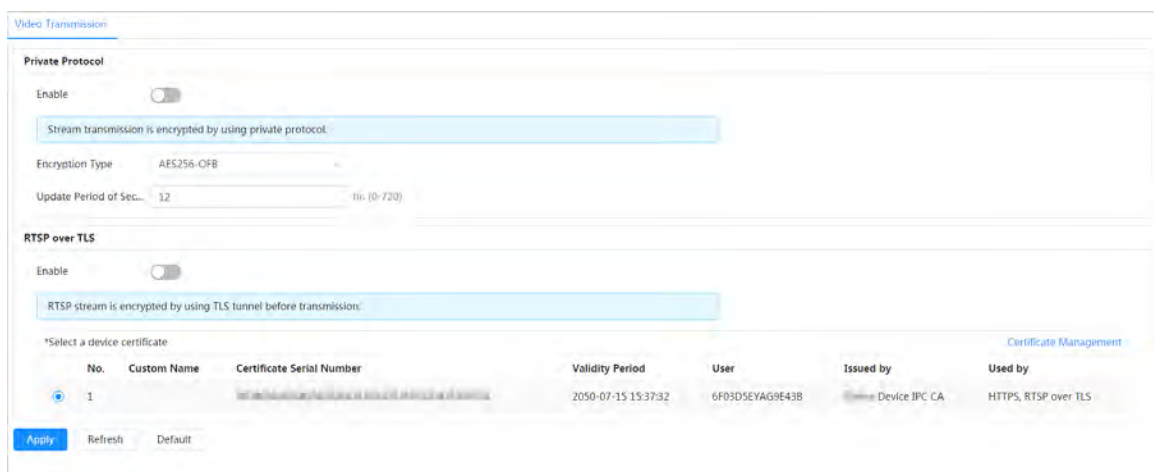 Video Transmission
Private Protocol
Enable
Stream transmission is encrypted by using private protocol.
Encryption Type AES256-OFB
Update Period of Sec... 12 hr. (0-720)
RTSP over TLS
Enable
RTSP stream is encrypted by using TLS tunnel before transmission.
*Select a device certificate Certificate Management
No. Custom Name Certificate Serial Number Validity Period User Issued by Used by
1 2050-07-15 15:37:32 6F03D5EYAG9E43B Device IPC CA HTTPS, RTSP over TLS
Apply Refresh Default